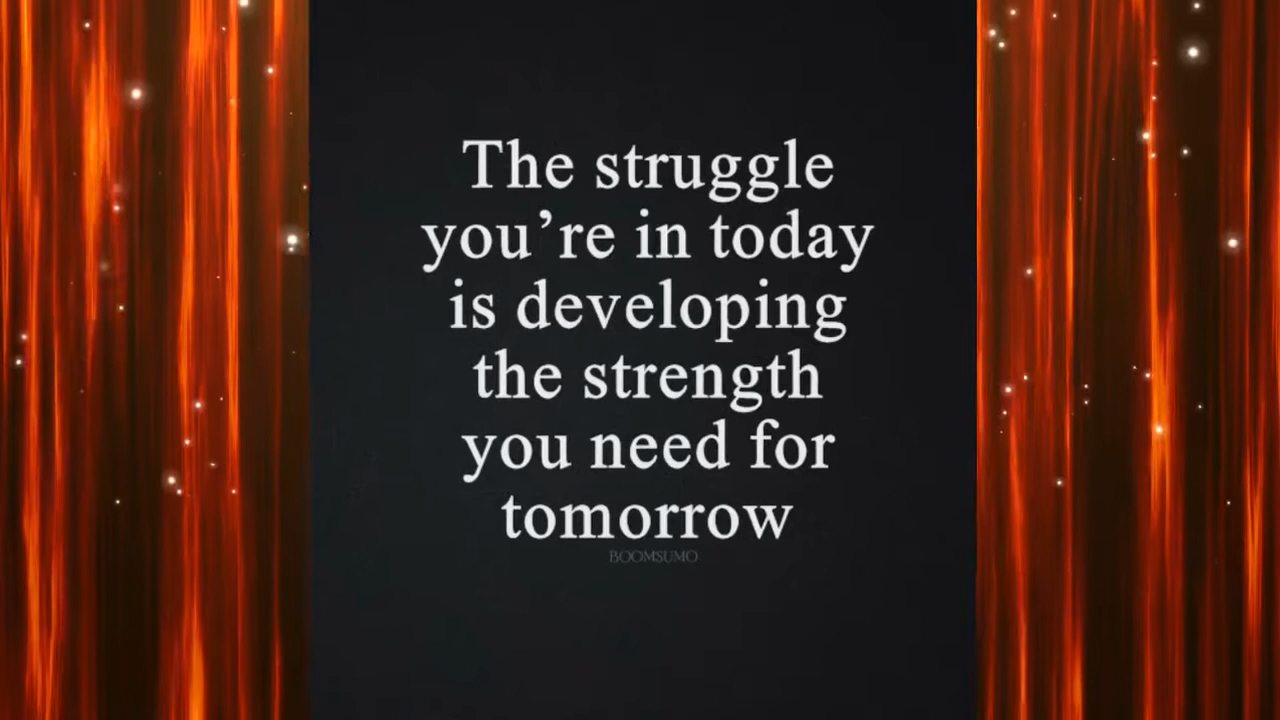 The struggle
you’re in today
is developing
the strength
you need for
tomorrow
BOOMSUMO